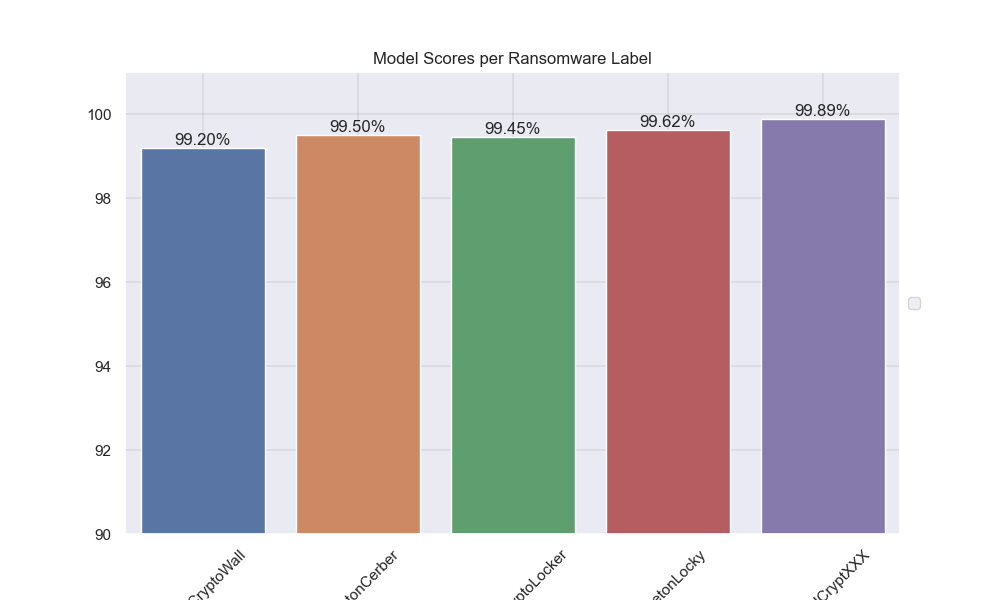 Model Scores per Ransomware Label
99.20%
99.50%
99.45%
99.62%
99.89%
100
98
96
94
92
90
CryptoWall
tonCerber
ptoLocker
etonLocky
CryptXXX